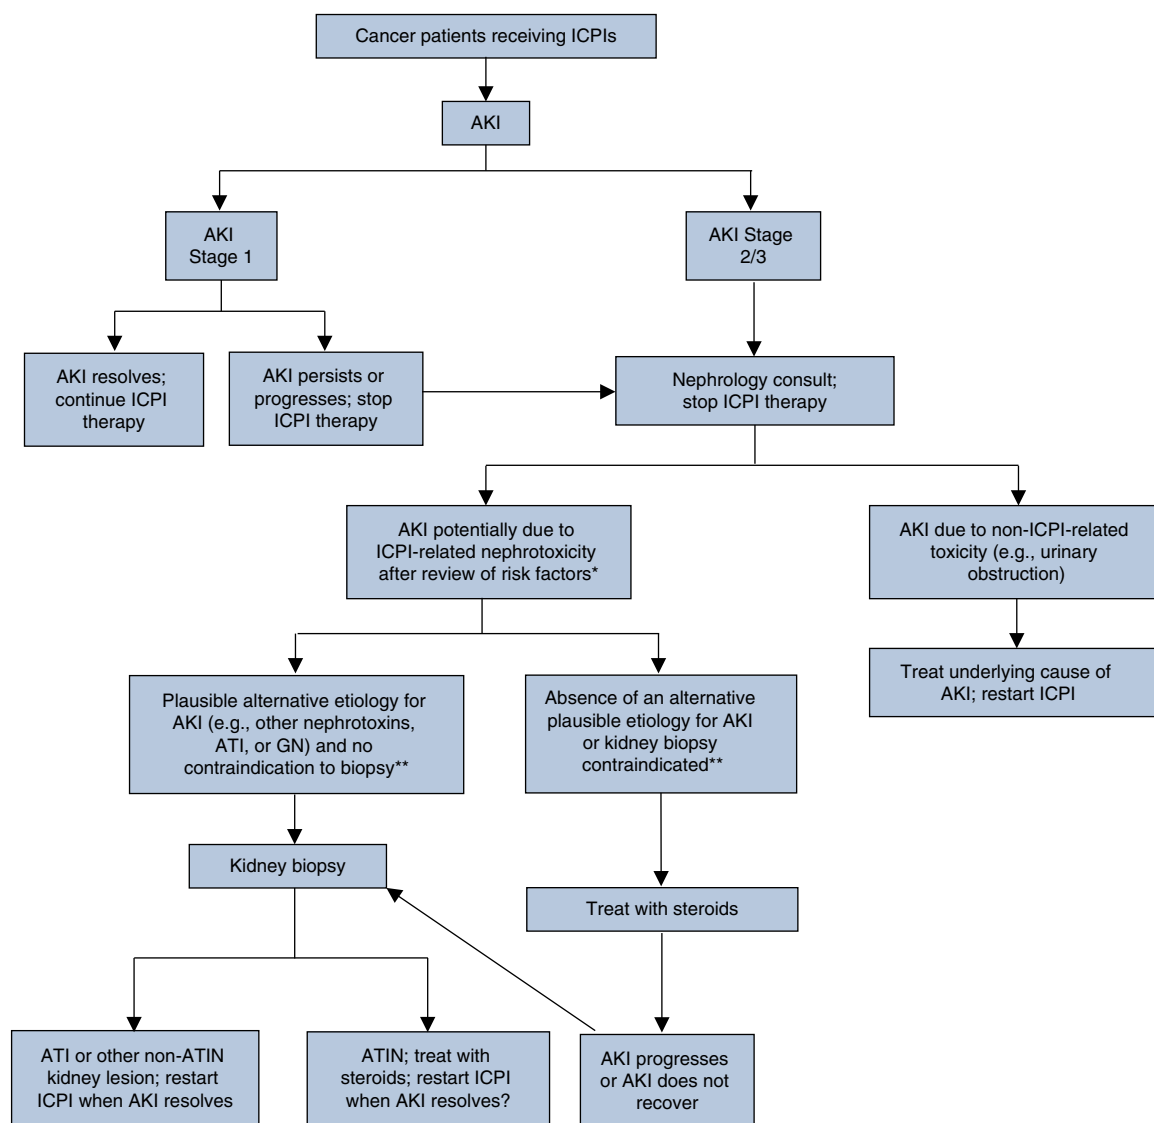 Cancer patients receiving ICPIs
AKI
AKI
Stage 1
AKI Stage
2/3
AKI resolves;
continue ICPI
therapy
AKI persists or
progresses; stop
ICPI therapy
Nephrology consult;
stop ICPI therapy
AKI potentially due to
ICPI-related nephrotoxicity
after review of risk factors*
AKI due to non-ICPI-related
toxicity (e.g., urinary
obstruction)
Treat underlying cause of
AKI; restart ICPI
Plausible alternative etiology for
AKI (e.g., other nephrotoxins,
ATI, or GN) and no
contraindication to biopsy**
Absence of an alternative
plausible etiology for AKI
or kidney biopsy
contraindicated**
Kidney biopsy
Treat with steroids
ATI or other non-ATIN
kidney lesion; restart
ICPI when AKI resolves
ATIN; treat with
steroids; restart ICPI
when AKI resolves?
AKI progresses
or AKI does not
recover